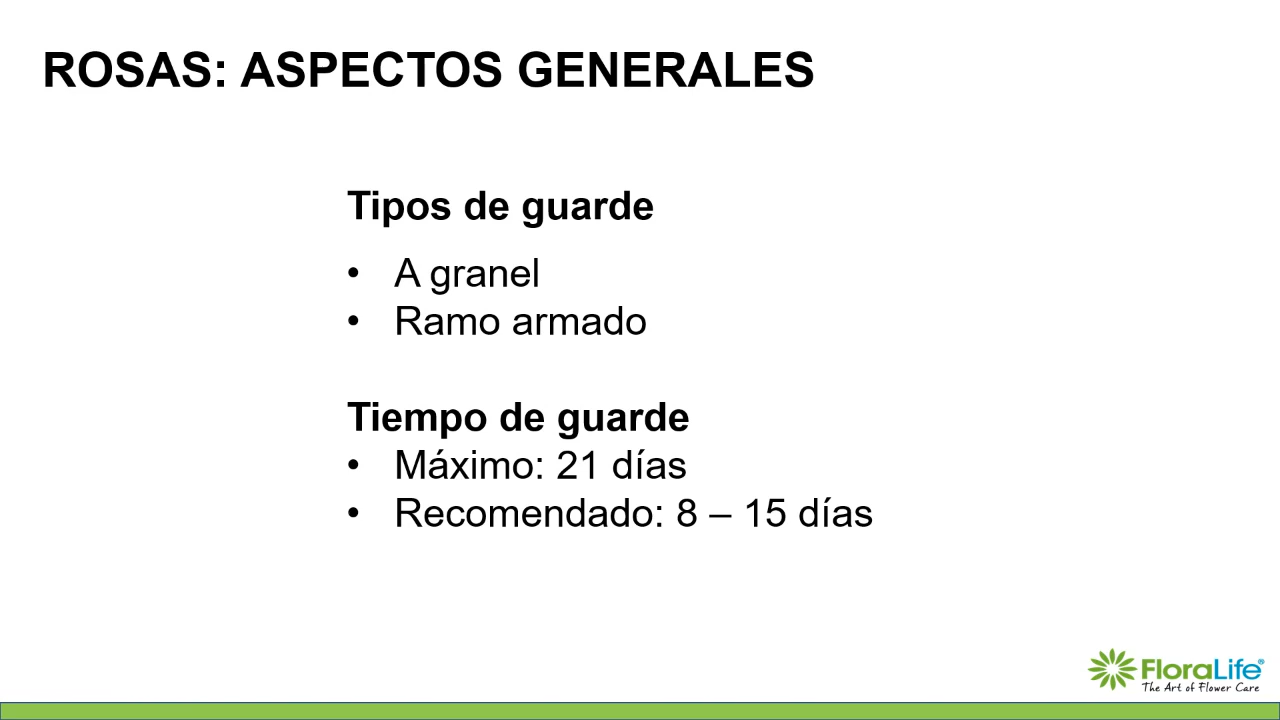 ROSAS: ASPECTOS GENERALES
Tipos de guarde
• A granel
• Ramo armado
Tiempo de guarde
• Máximo: 21 días
• Recomendado: 8 – 15 días
FloraLife®
The Art of Flower Care